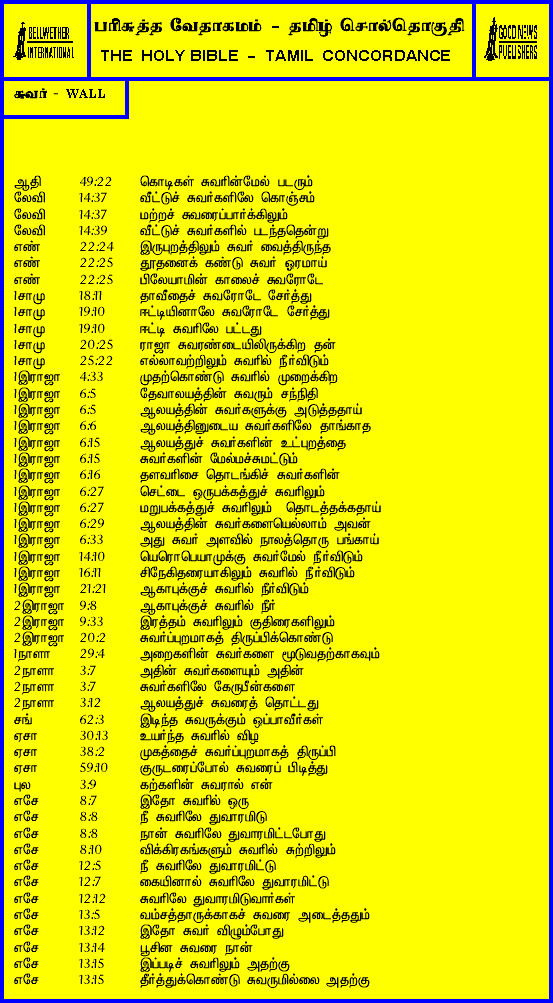 BELLWETHER
INTERNATIONAL
பரிசுத்த வேதாகமம் - தமிழ் சொல்தொகுதி
THE HOLY BIBLE - TAMIL CONCORDANCE
GOOD NEWS
PUBLISHERS
சுவர் - WALL
ஆதி 49:22 கொடிகள் சுவரின்மேல் படரும்
லேவி 14:37 வீட்டுச் சுவர்களிலே கொஞ்சம்
லேவி 14:37 மற்றச் சுவரைப்பார்க்கிலும்
லேவி 14:39 வீட்டுச் சுவர்களில் படந்ததென்று
எண் 22:24 இருபுறத்திலும் சுவர் வைத்திருந்த
எண் 22:25 தூதனைக் கண்டு சுவர் ஓரமாய்
எண் 22:25 பிலேயாமின் காலைச் சுவரோடே
1சாமு 18:11 தாவீதைச் சுவரோடே சேர்த்து
1சாமு 19:10 ஈட்டியினாலே சுவரோடே சேர்த்து
1சாமு 19:10 ஈட்டி சுவரிலே பட்டது
1சாமு 20:25 ராஜா சுவரண்டையிலிருக்கிற தன்
1சாமு 25:22 எல்லாவற்றிலும் சுவரில் நீர்விடும்
1இராஜா 4:33 முதற்கொண்டு சுவரில் முறைக்கிற
1இராஜா 6:5 தேவாலயத்தின் சுவரும் சந்நிதி
1இராஜா 6:5 ஆலயத்தின் சுவர்களுக்கு அடுத்ததாய்
1இராஜா 6:6 ஆலயத்தினுடைய சுவர்களிலே தாங்காத
1இராஜா 6:15 ஆலயத்துச் சுவர்களின் உட்புறத்தை
1இராஜா 6:15 சுவர்களின் மேல்மச்சுமட்டும்
1இராஜா 6:16 தளவரிசை தொடங்கிச் சுவர்களின்
1இராஜா 6:27 செட்டை ஒருபக்கத்துச் சுவரிலும்
1இராஜா 6:27 மறுபக்கத்துச் சுவரிலும் தொடத்தக்கதாய்
1இராஜா 6:29 ஆலயத்தின் சுவர்களையெல்லாம் அவன்
1இராஜா 6:33 அது சுவர் அளவில் நாலத்தொரு பங்காய்
1இராஜா 14:10 யெரொபெயாமுக்கு சுவர்மேல் நீர்விடும்
1இராஜா 16:11 சிநேகிதரையாகிலும் சுவரில் நீர்விடும்
1இராஜா 21:21 ஆகாபுக்குச் சுவரில் நீர்விடும்
2இராஜா 9:8 ஆகாபுக்குச் சுவரில் நீர்
2இராஜா 9:33 இரத்தம் சுவரிலும் குதிரைகளிலும்
2இராஜா 20:2 சுவர்ப்புறமாகத் திருப்பிக்கொண்டு
1நாளா 29:4 அறைகளின் சுவர்களை மூடுவதற்காகவும்
2நாளா 3:7 அதின் சுவர்களையும் அதின்
2நாளா 3:7 சுவர்களிலே கேருபீன்களை
2நாளா 3:12 ஆலயத்துச் சுவரைத் தொட்டது
சங் 62:3 இடிந்த சுவருக்கும் ஒப்பாவீர்கள்
ஏசா 30:13 உயர்ந்த சுவரில் விழ
ஏசா 38:2 முகத்தைச் சுவர்ப்புறமாகத் திருப்பி
ஏசா 59:10 குருடரைப்போல் சுவரைப் பிடித்து
புல 3:9 கற்களின் சுவரால் என்
எசே 8:7 இதோ சுவரில் ஒரு
எசே 8:8 நீ சுவரிலே துவாரமிடு
எசே 8:8 நான் சுவரிலே துவாரமிட்டபோது
எசே 8:10 விக்கிரகங்களும் சுவரில் சுற்றிலும்
எசே 12:5 நீ சுவரிலே துவாரமிட்டு
எசே 12:7 கையினால் சுவரிலே துவாரமிட்டு
எசே 12:12 சுவரிலே துவாரமிடுவார்கள்
எசே 13:5 வம்சத்தாருக்காகச் சுவரை அடைத்ததும்
எசே 13:12 இதோ சுவர் விழும்போது
எசே 13:14 பூசின சுவரை நான்
எசே 13:15 இப்படிச் சுவரிலும் அதற்கு
எசே 13:15 தீர்த்துக்கொண்டு சுவருமில்லை அதற்கு